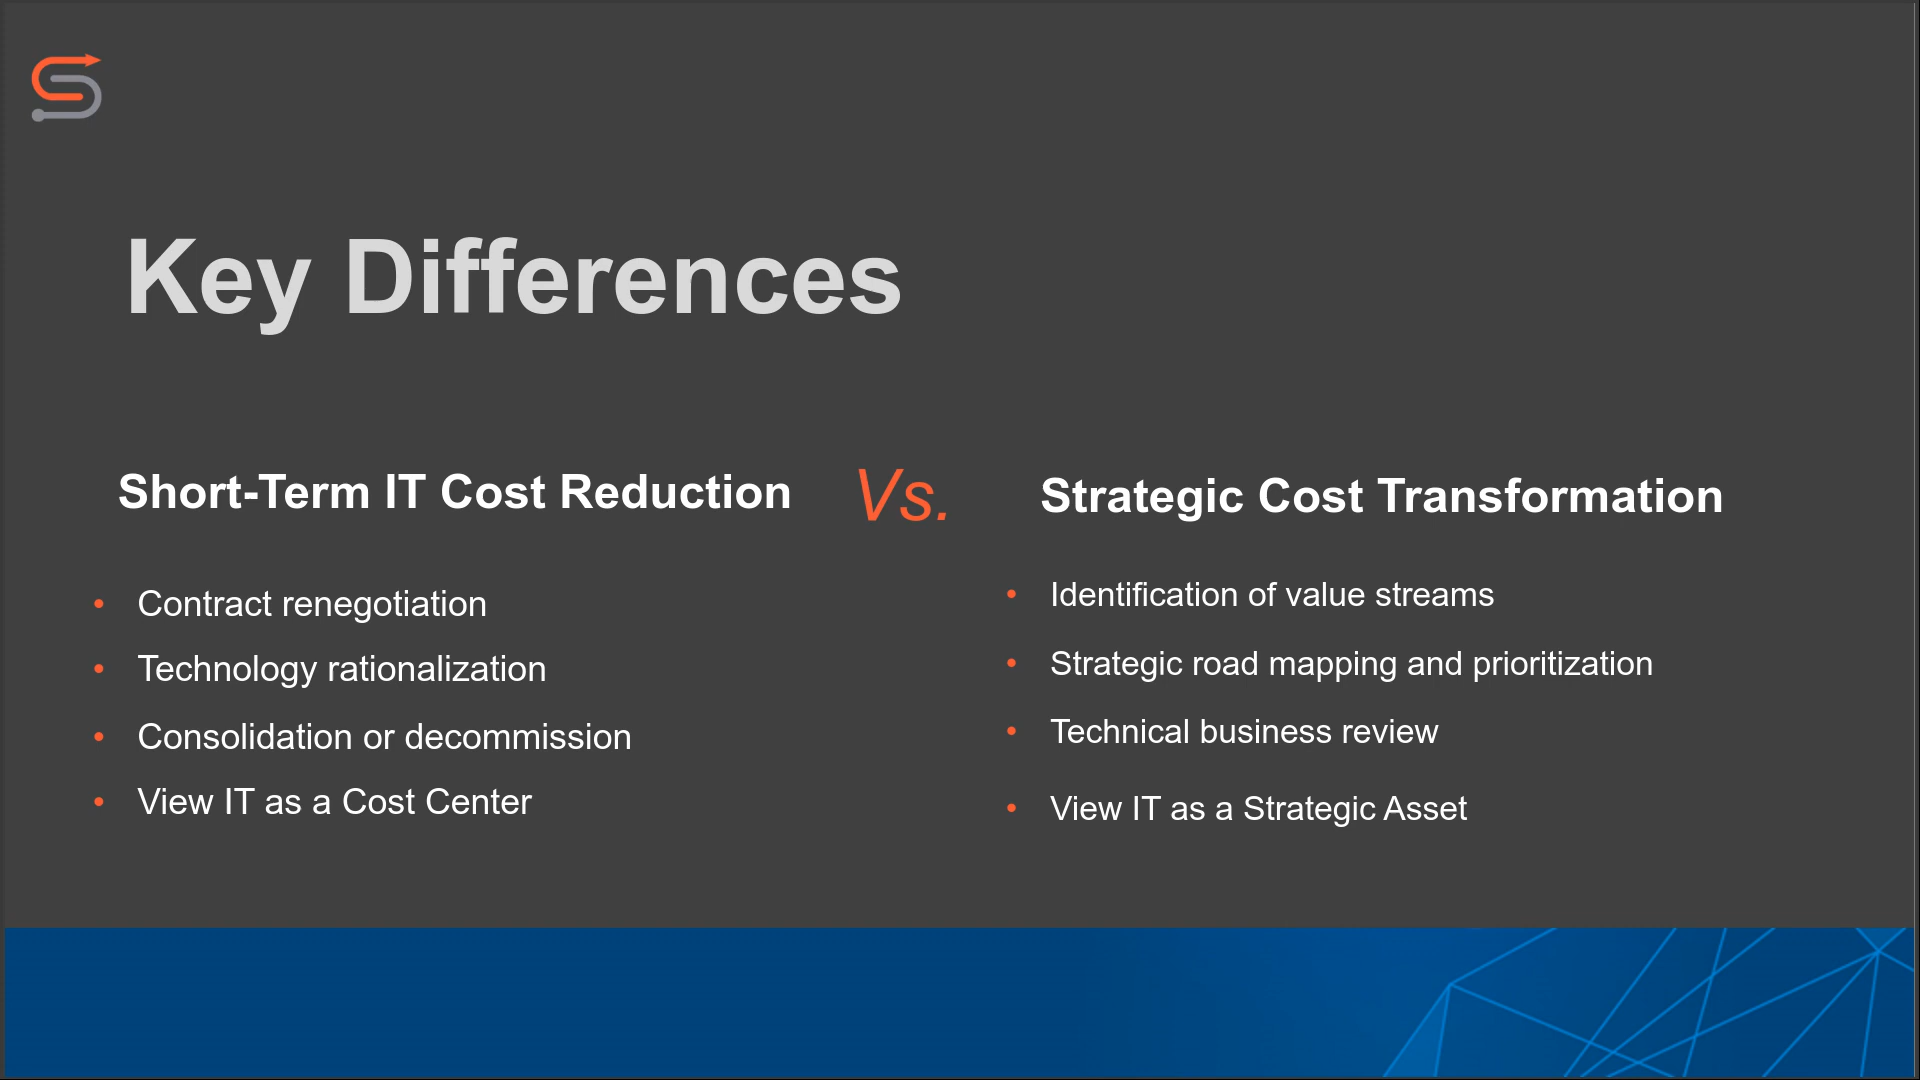 Key Differences
Short-Term IT Cost Reduction
Vs.
Strategic Cost Transformation
• Contract renegotiation
• Technology rationalization
• Consolidation or decommission
• View IT as a Cost Center
• Identification of value streams
• Strategic road mapping and prioritization
• Technical business review
• View IT as a Strategic Asset